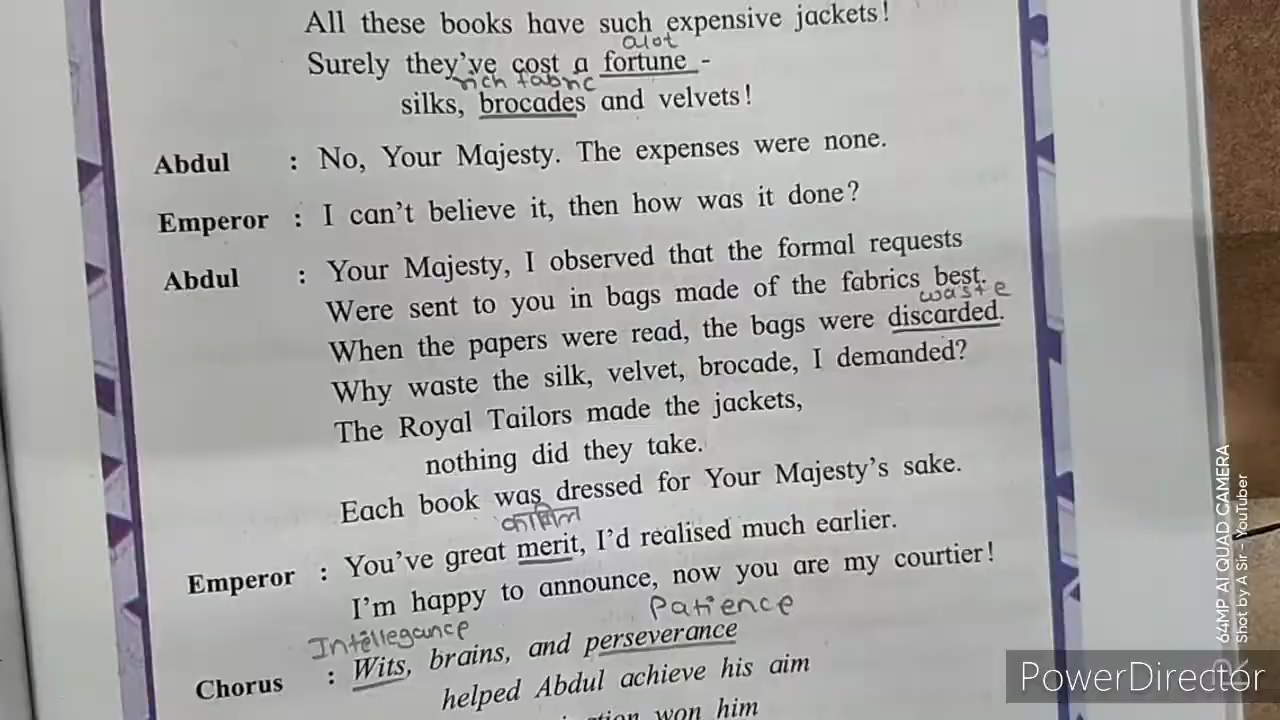 All these books have such expensive jackets!
alot
Surely they've cost a fortune -
rich fabric
silks, brocades and velvets!
Abdul : No, Your Majesty. The expenses were none.
Emperor : I can't believe it, then how was it done?
Abdul : Your Majesty, I observed that the formal requests
Were sent to you in bags made of the fabrics best.
waste
When the papers were read, the bags were discarded.
Why waste the silk, velvet, brocade, I demanded?
The Royal Tailors made the jackets,
nothing did they take.
Each book was dressed for Your Majesty's sake.
काबिल
Emperor : You've great merit, I'd realised much earlier.
I'm happy to announce, now you are my courtier!
Intellegance Patience
Chorus : Wits, brains, and perseverance
helped Abdul achieve his aim
won him
64MP AI QUAD CAMERA
Shot by A Sir - YouTuber
PowerDirector